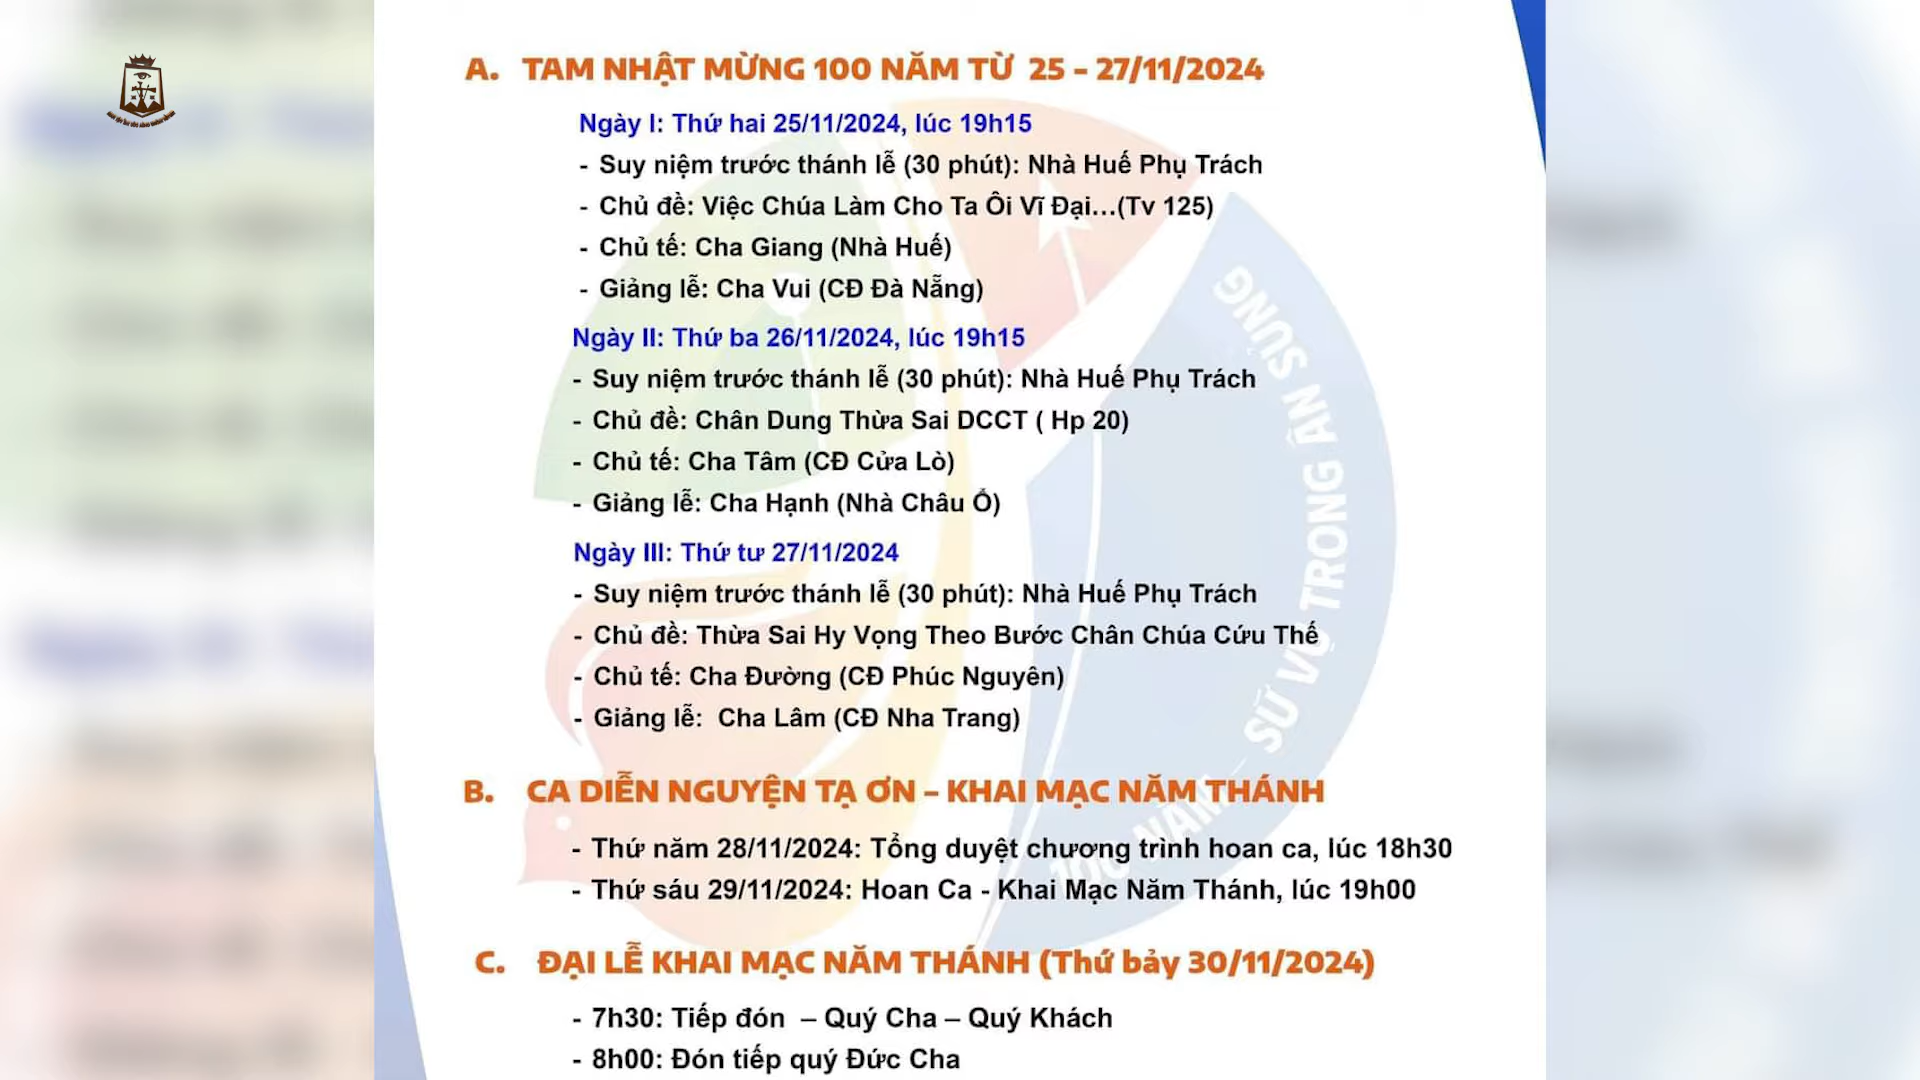 A. TAM NHẬT MỪNG 100 NĂM TỪ 25 - 27/11/2024
Ngày I: Thứ hai 25/11/2024, lúc 19h15
- Suy niệm trước thánh lễ (30 phút): Nhà Huế Phụ Trách
- Chủ đề: Việc Chúa Làm Cho Ta Ôi Vĩ Đại...(Tv 125)
- Chủ tế: Cha Giang (Nhà Huế)
- Giảng lễ: Cha Vui (CĐ Đà Nẵng)
Ngày II: Thứ ba 26/11/2024, lúc 19h15
- Suy niệm trước thánh lễ (30 phút): Nhà Huế Phụ Trách
- Chủ đề: Chân Dung Thừa Sai DCCT ( Hp 20)
- Chủ tế: Cha Tâm (CĐ Cửa Lò)
- Giảng lễ: Cha Hạnh (Nhà Châu Ổ)
Ngày III: Thứ tư 27/11/2024
- Suy niệm trước thánh lễ (30 phút): Nhà Huế Phụ Trách
- Chủ đề: Thừa Sai Hy Vọng Theo Bước Chân Chúa Cứu Thế
- Chủ tế: Cha Đường (CĐ Phúc Nguyên)
- Giảng lễ: Cha Lâm (CĐ Nha Trang)
B. CA DIỄN NGUYỆN TẠ ƠN – KHAI MẠC NĂM THÁNH
- Thứ năm 28/11/2024: Tổng duyệt chương trình hoan ca, lúc 18h30
- Thứ sáu 29/11/2024: Hoan Ca - Khai Mạc Năm Thánh, lúc 19h00
C. ĐẠI LỄ KHAI MẠC NĂM THÁNH (Thứ bảy 30/11/2024)
- 7h30: Tiếp đón – Quý Cha – Quý Khách
- 8h00: Đón tiếp quý Đức Cha
100 NĂM – SỨ VỤ TRONG ÂN SỦNG